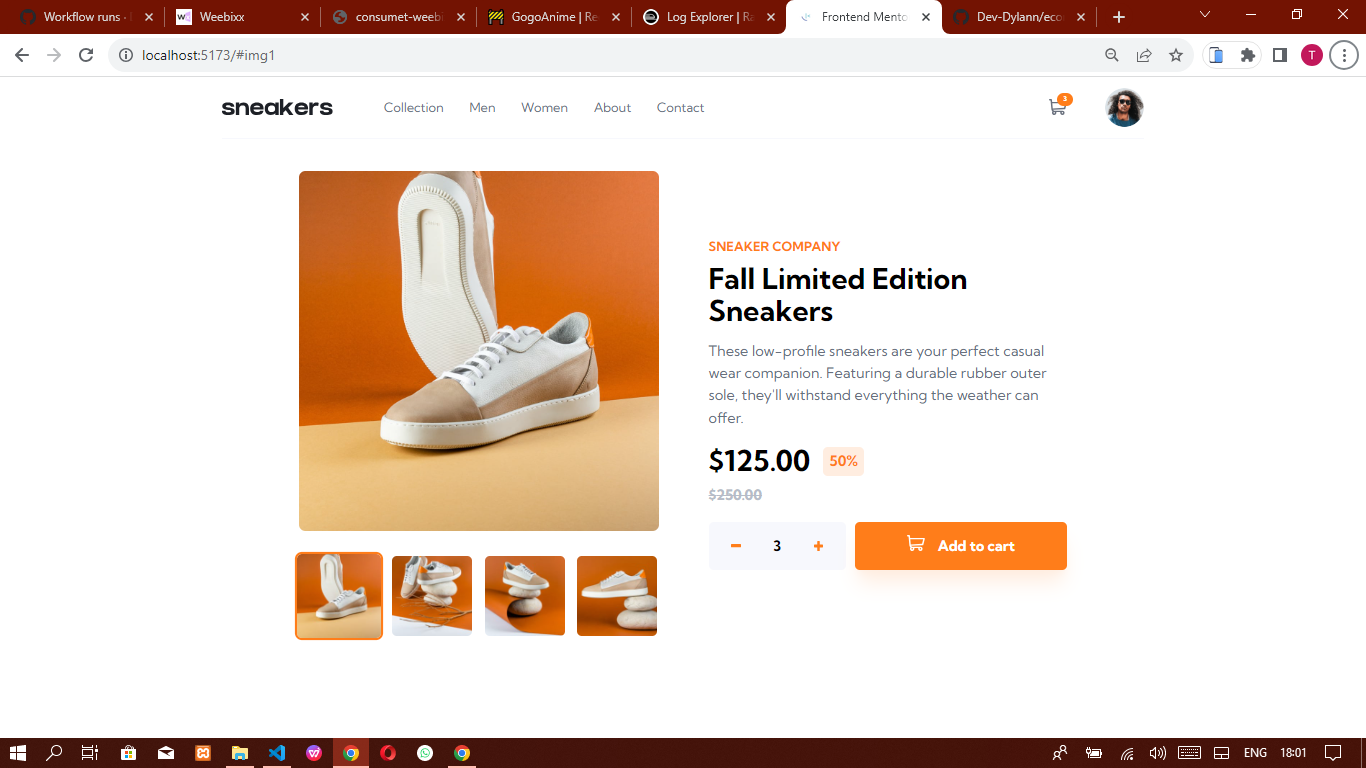 Workflow runs ·
Weebixx
consumet-weebi
GogoAnime | Re
Log Explorer | Ra
Frontend Mento
Dev-Dylann/eco
localhost:5173/#img1
T
sneakers
Collection
Men
Women
About
Contact
3
SNEAKER COMPANY
Fall Limited Edition
Sneakers
These low-profile sneakers are your perfect casual
wear companion. Featuring a durable rubber outer
sole, they'll withstand everything the weather can
offer.
$125.00 50%
$250.00
3
Add to cart
ENG
18:01